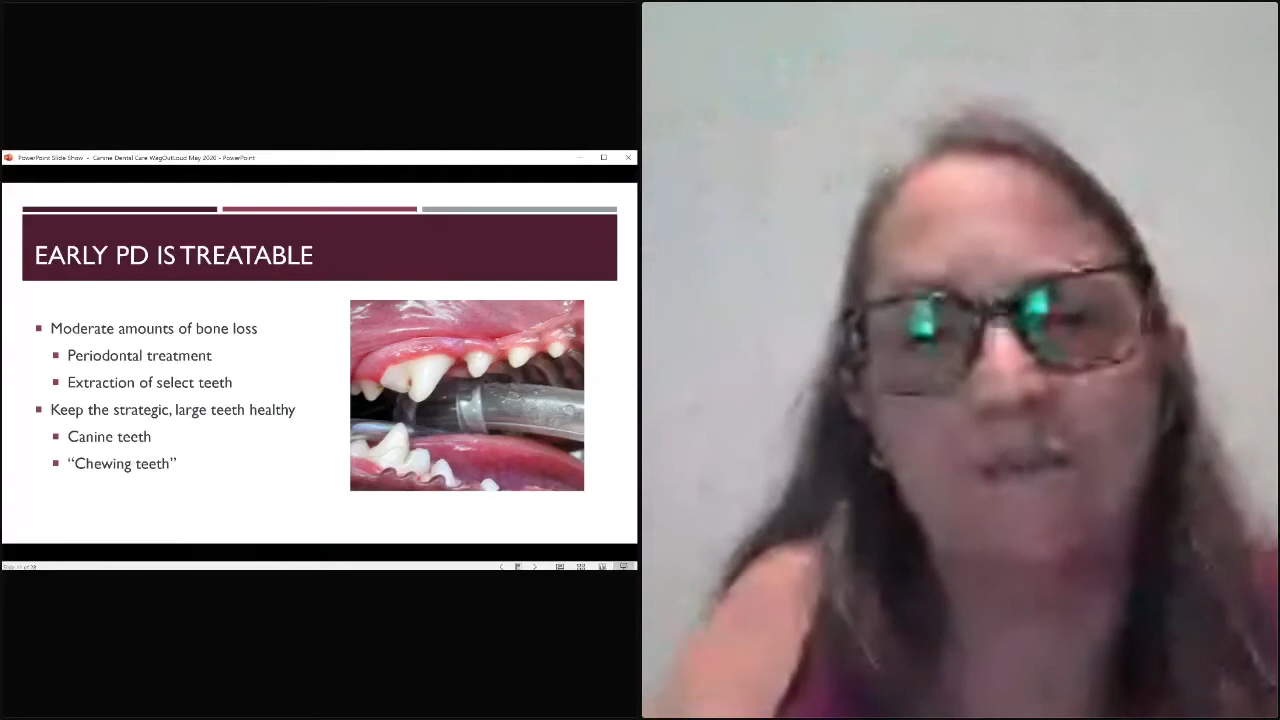 PowerPoint Slide Show - Canine Dental Care WagOutLoud May 2020 - PowerPoint
EARLY PD IS TREATABLE
Moderate amounts of bone loss
Periodontal treatment
Extraction of select teeth
Keep the strategic, large teeth healthy
Canine teeth
“Chewing teeth”